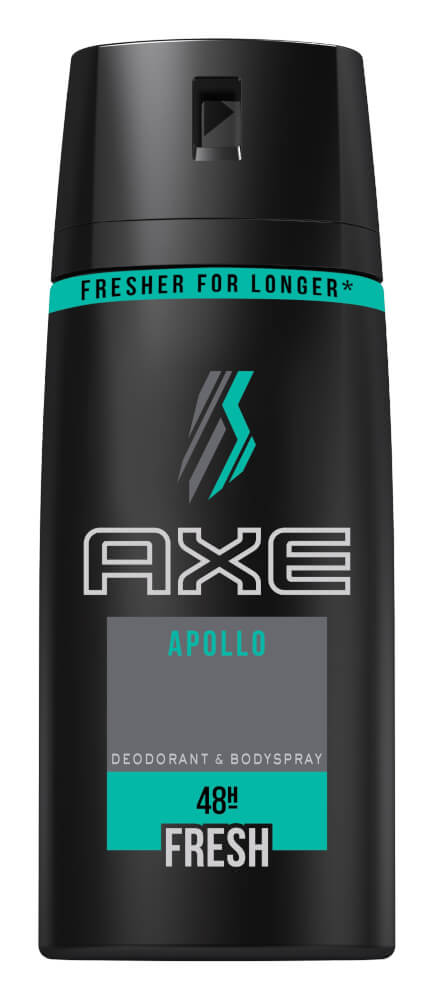 FRESHER FOR LONGER*
AXE
APOLLO
DEODORANT & BODYSPRAY
48H
FRESH